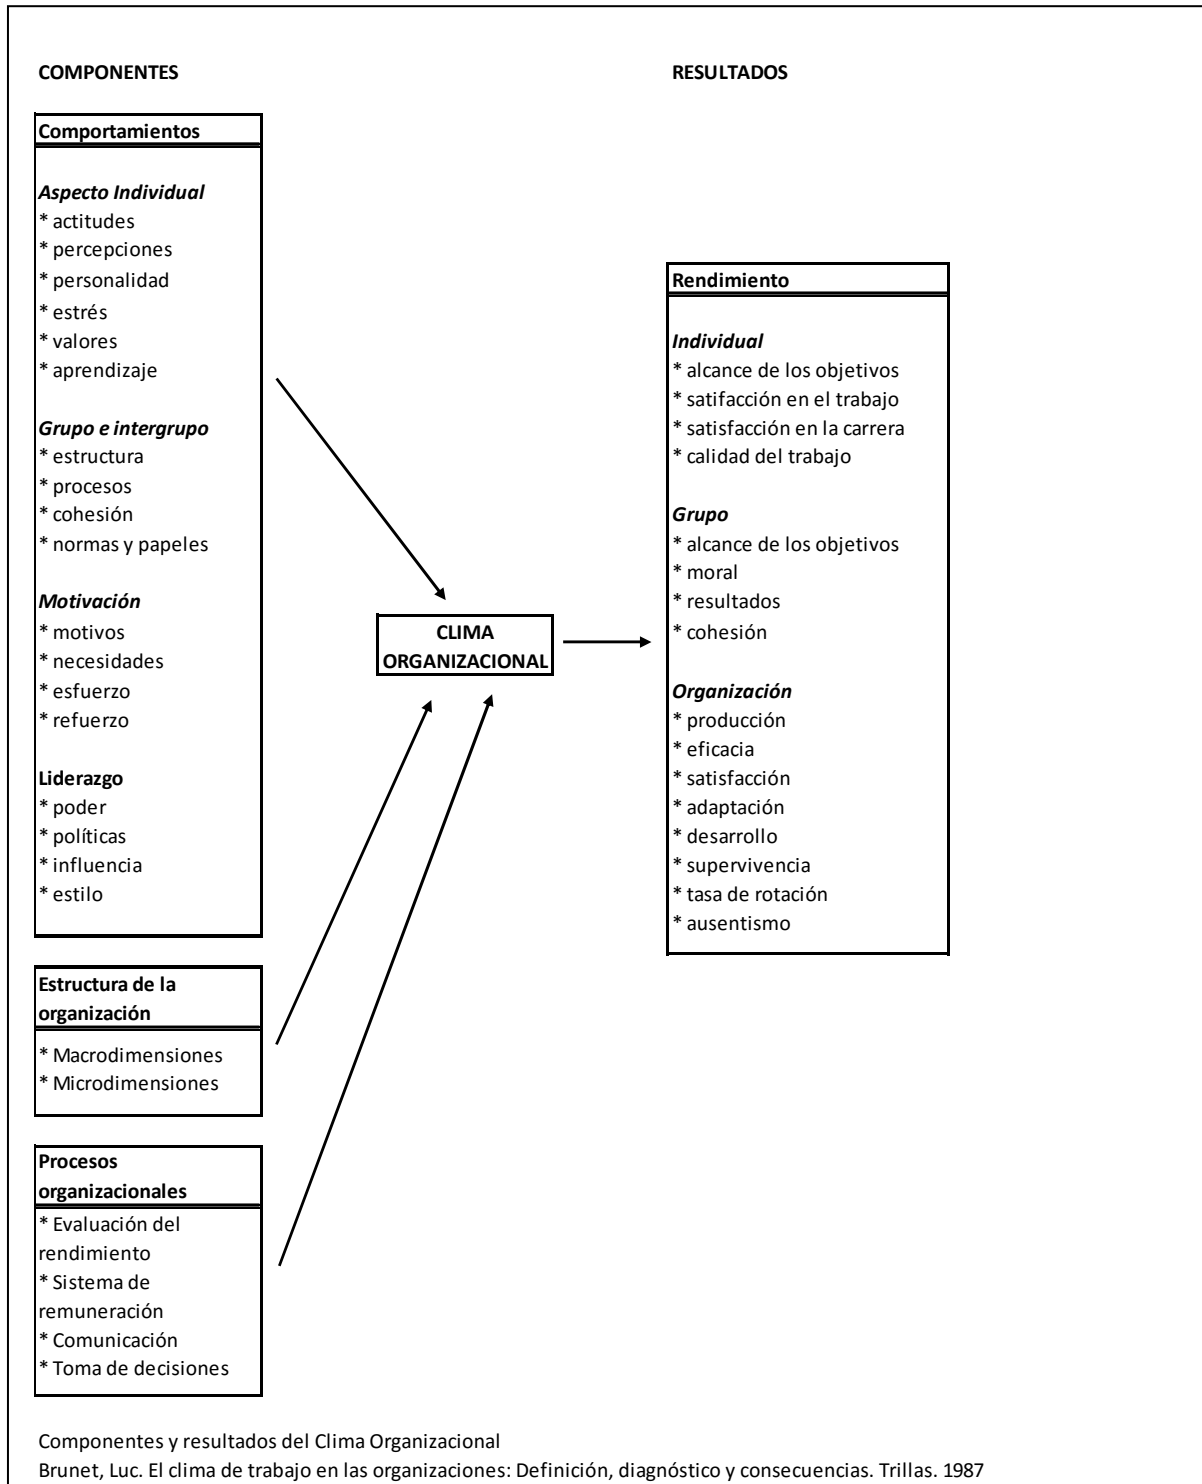 COMPONENTES
RESULTADOS
Comportamientos
Aspecto Individual
* actitudes
* percepciones
* personalidad
* estrés
* valores
* aprendizaje
Grupo e intergrupo
* estructura
* procesos
* cohesión
* normas y papeles
Motivación
* motivos
* necesidades
* esfuerzo
* refuerzo
Liderazgo
* poder
* políticas
* influencia
* estilo
Estructura de la
organización
* Macrodimensiones
* Microdimensiones
Procesos
organizacionales
* Evaluación del
rendimiento
* Sistema de
remuneración
* Comunicación
* Toma de decisiones
CLIMA
ORGANIZACIONAL
Rendimiento
Individual
* alcance de los objetivos
* satifacción en el trabajo
* satisfacción en la carrera
* calidad del trabajo
Grupo
* alcance de los objetivos
* moral
* resultados
* cohesión
Organización
* producción
* eficacia
* satisfacción
* adaptación
* desarrollo
* supervivencia
* tasa de rotación
* ausentismo
Componentes y resultados del Clima Organizacional
Brunet, Luc. El clima de trabajo en las organizaciones: Definición, diagnóstico y consecuencias. Trillas. 1987